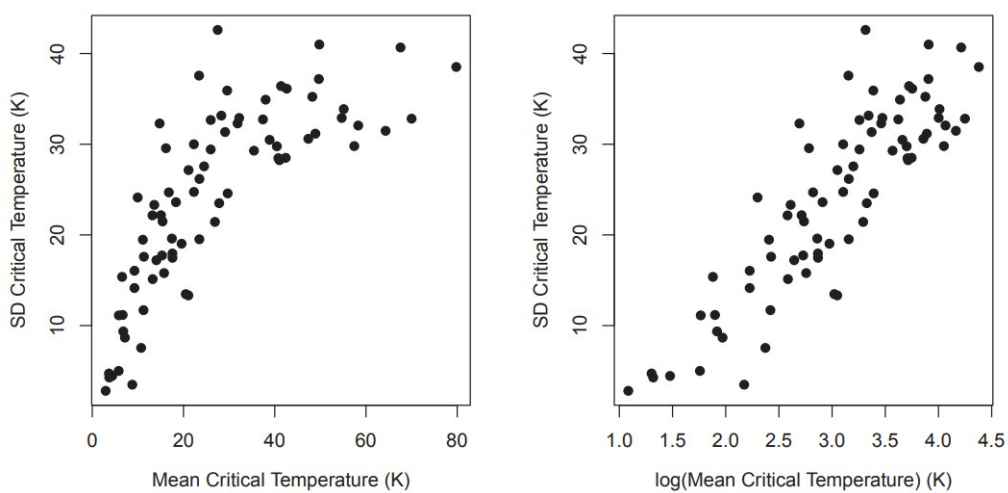 SD Critical Temperature (K)
40
30
20
10
0 20 40 60 80
Mean Critical Temperature (K)
SD Critical Temperature (K)
40
30
20
10
1.0 1.5 2.0 2.5 3.0 3.5 4.0 4.5
log(Mean Critical Temperature) (K)